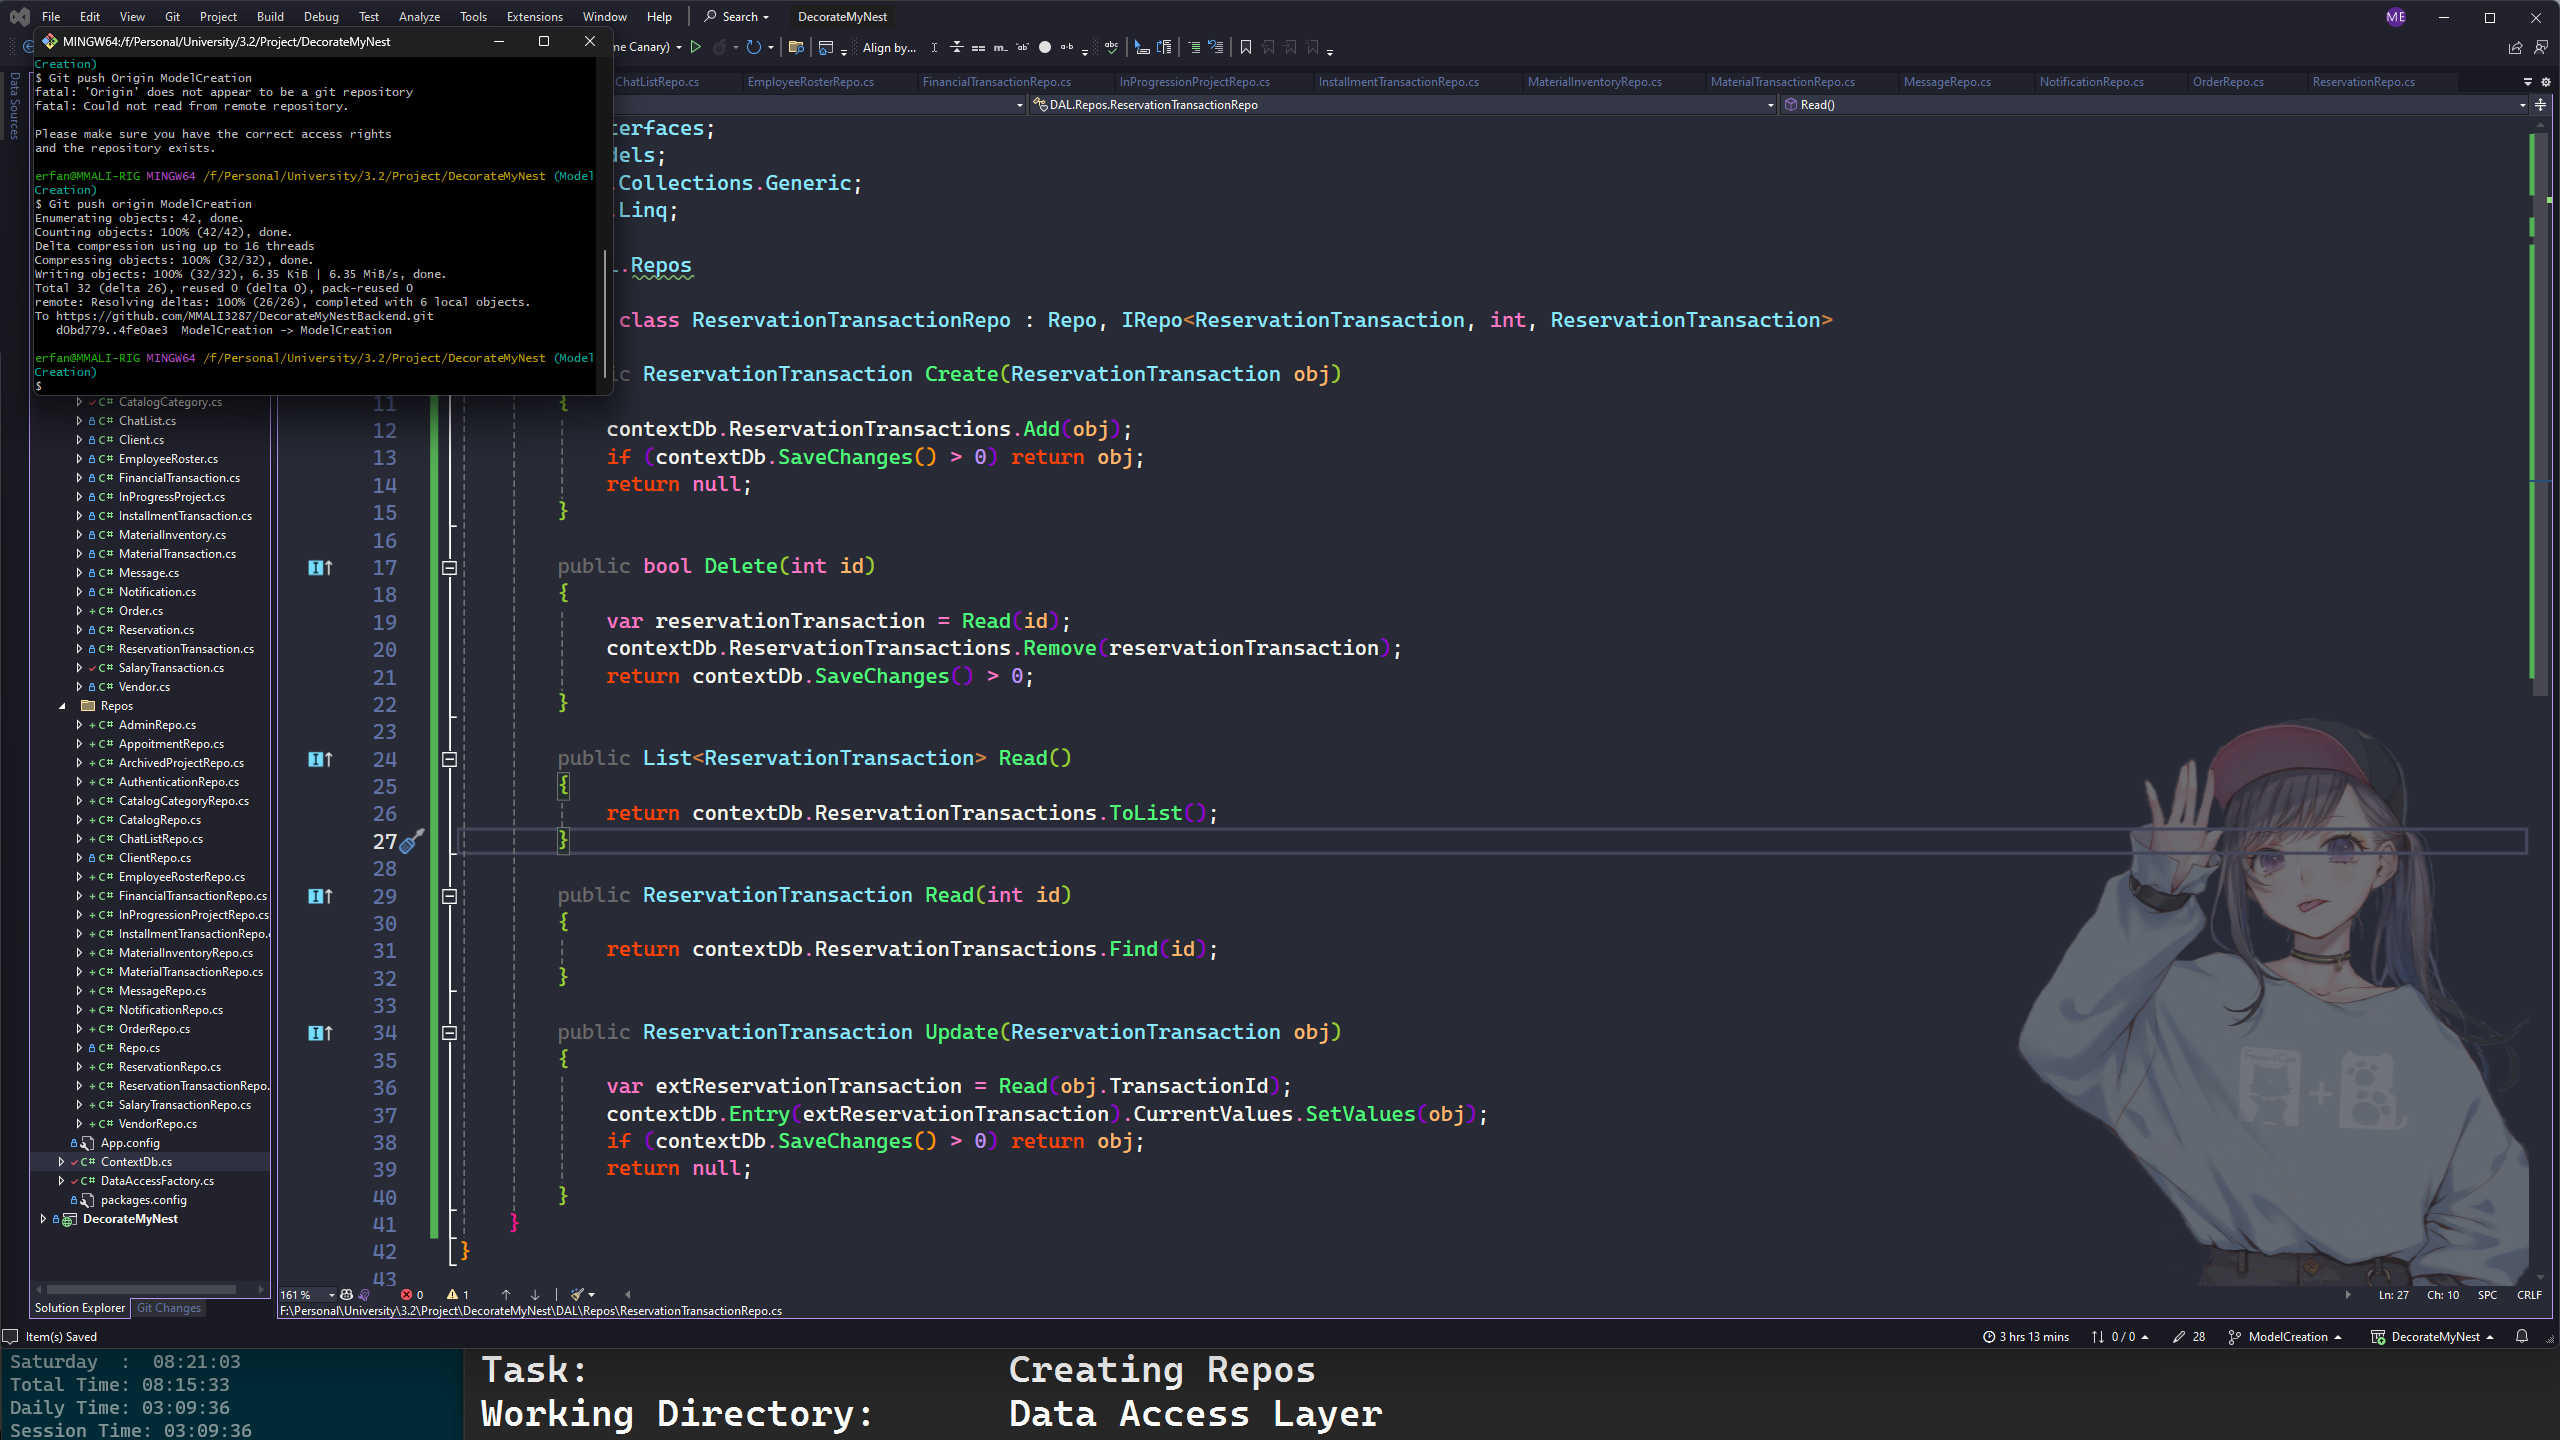 File Edit View Git Project Build Debug Test Analyze Tools Extensions Window Help Search DecorateMyNest ME
MINGW64:/f/Personal/University/3.2/Project/DecorateMyNest
me Canary) Align by...
Data Sources
Creation)
$ Git push Origin ModelCreation
fatal: 'Origin' does not appear to be a git repository
fatal: Could not read from remote repository.
Please make sure you have the correct access rights
and the repository exists.
erfan@MMALI-RIG MINGW64 /f/Personal/University/3.2/Project/DecorateMyNest (Model
Creation)
$ Git push origin ModelCreation
Enumerating objects: 42, done.
Counting objects: 100% (42/42), done.
Delta compression using up to 16 threads
Compressing objects: 100% (32/32), done.
Writing objects: 100% (32/32), 6.35 KiB | 6.35 MiB/s, done.
Total 32 (delta 26), reused 0 (delta 0), pack-reused 0
remote: Resolving deltas: 100% (26/26), completed with 6 local objects.
To https://github.com/MMALI3287/DecorateMyNestBackend.git
d0bd779..4fe0ae3 ModelCreation -> ModelCreation
erfan@MMALI-RIG MINGW64 /f/Personal/University/3.2/Project/DecorateMyNest (Model
Creation)
$
ChatListRepo.cs EmployeeRosterRepo.cs FinancialTransactionRepo.cs InProgressionProjectRepo.cs InstallmentTransactionRepo.cs MaterialInventoryRepo.cs MaterialTransactionRepo.cs MessageRepo.cs NotificationRepo.cs OrderRepo.cs ReservationRepo.cs
DAL.Repos.ReservationTransactionRepo Read()
terfaces;
dels;
.Collections.Generic;
.Linq;
.Repos
class ReservationTransactionRepo : Repo, IRepo<ReservationTransaction, int, ReservationTransaction>
c ReservationTransaction Create(ReservationTransaction obj)
11 {
12 contextDb.ReservationTransactions.Add(obj);
13 if (contextDb.SaveChanges() > 0) return obj;
14 return null;
15 }
16
17 public bool Delete(int id)
18 {
19 var reservationTransaction = Read(id);
20 contextDb.ReservationTransactions.Remove(reservationTransaction);
21 return contextDb.SaveChanges() > 0;
22 }
23
24 public List<ReservationTransaction> Read()
25 {
26 return contextDb.ReservationTransactions.ToList();
27 }
28
29 public ReservationTransaction Read(int id)
30 {
31 return contextDb.ReservationTransactions.Find(id);
32 }
33
34 public ReservationTransaction Update(ReservationTransaction obj)
35 {
36 var extReservationTransaction = Read(obj.TransactionId);
37 contextDb.Entry(extReservationTransaction).CurrentValues.SetValues(obj);
38 if (contextDb.SaveChanges() > 0) return obj;
39 return null;
40 }
41 }
42 }
43
C# CatalogCategory.cs
C# ChatList.cs
C# Client.cs
C# EmployeeRoster.cs
C# FinancialTransaction.cs
C# InProgressProject.cs
C# InstallmentTransaction.cs
C# MaterialInventory.cs
C# MaterialTransaction.cs
C# Message.cs
C# Notification.cs
+ C# Order.cs
C# Reservation.cs
C# ReservationTransaction.cs
C# SalaryTransaction.cs
C# Vendor.cs
Repos
+ C# AdminRepo.cs
+ C# AppoitmentRepo.cs
+ C# ArchivedProjectRepo.cs
+ C# AuthenticationRepo.cs
+ C# CatalogCategoryRepo.cs
+ C# CatalogRepo.cs
+ C# ChatListRepo.cs
C# ClientRepo.cs
+ C# EmployeeRosterRepo.cs
+ C# FinancialTransactionRepo.cs
+ C# InProgressionProjectRepo.cs
+ C# InstallmentTransactionRepo.
+ C# MaterialInventoryRepo.cs
+ C# MaterialTransactionRepo.cs
+ C# MessageRepo.cs
+ C# NotificationRepo.cs
+ C# OrderRepo.cs
C# Repo.cs
+ C# ReservationRepo.cs
+ C# ReservationTransactionRepo.
+ C# SalaryTransactionRepo.cs
+ C# VendorRepo.cs
App.config
C# ContextDb.cs
C# DataAccessFactory.cs
packages.config
DecorateMyNest
Solution Explorer Git Changes
161 % 0 1 Ln: 27 Ch: 10 SPC CRLF
F:\Personal\University\3.2\Project\DecorateMyNest\DAL\Repos\ReservationTransactionRepo.cs
Item(s) Saved 3 hrs 13 mins 0 / 0 28 ModelCreation DecorateMyNest
Saturday : 08:21:03
Total Time: 08:15:33
Daily Time: 03:09:36
Session Time: 03:09:36
Task: Creating Repos
Working Directory: Data Access Layer